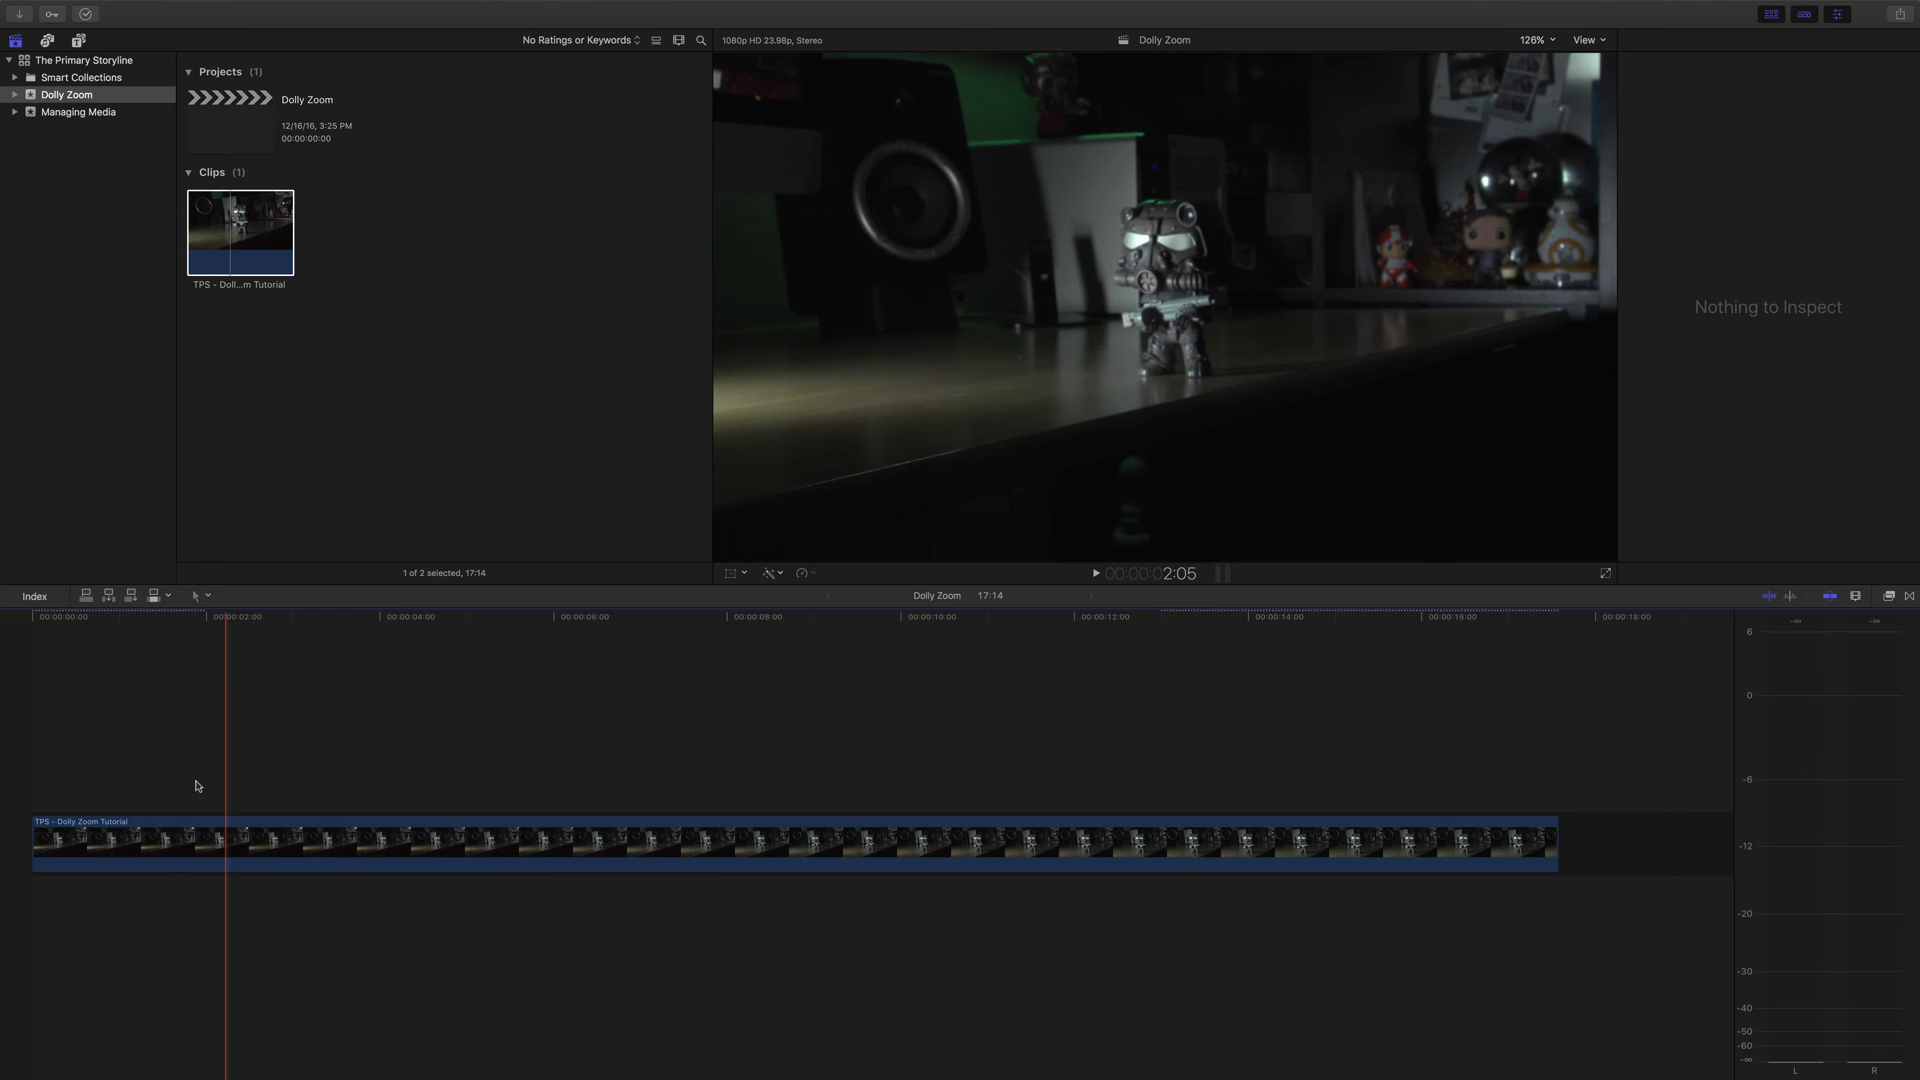 No Ratings or Keywords
1080p HD 23.98p, Stereo
Dolly Zoom
126%
View
The Primary Storyline
Smart Collections
Dolly Zoom
Managing Media
Projects (1)
Dolly Zoom
12/16/16, 3:25 PM
00:00:00:00
Clips (1)
TPS - Doll...m Tutorial
Nothing to Inspect
1 of 2 selected, 17:14
00:00:02:05
Index
Dolly Zoom
17:14
00:00:00:00
00:00:02:00
00:00:04:00
00:00:06:00
00:00:08:00
00:00:10:00
00:00:12:00
00:00:14:00
00:00:16:00
00:00:18:00
TPS - Dolly Zoom Tutorial
-∞
-∞
6
0
-6
-12
-20
-30
-40
-50
-60
-∞
L
R